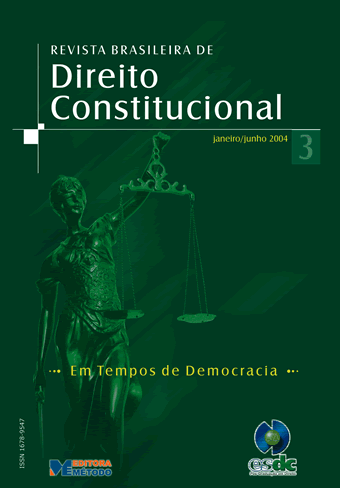 REVISTA BRASILEIRA DE
Direito
Constitucional
janeiro/junho 2004
3
Em Tempos de Democracia
ISSN 1678-9547
EDITORA
MÉTODO
esdc